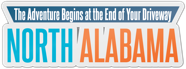 The Adventure Begins at the End of Your Driveway
NORTH ALABAMA